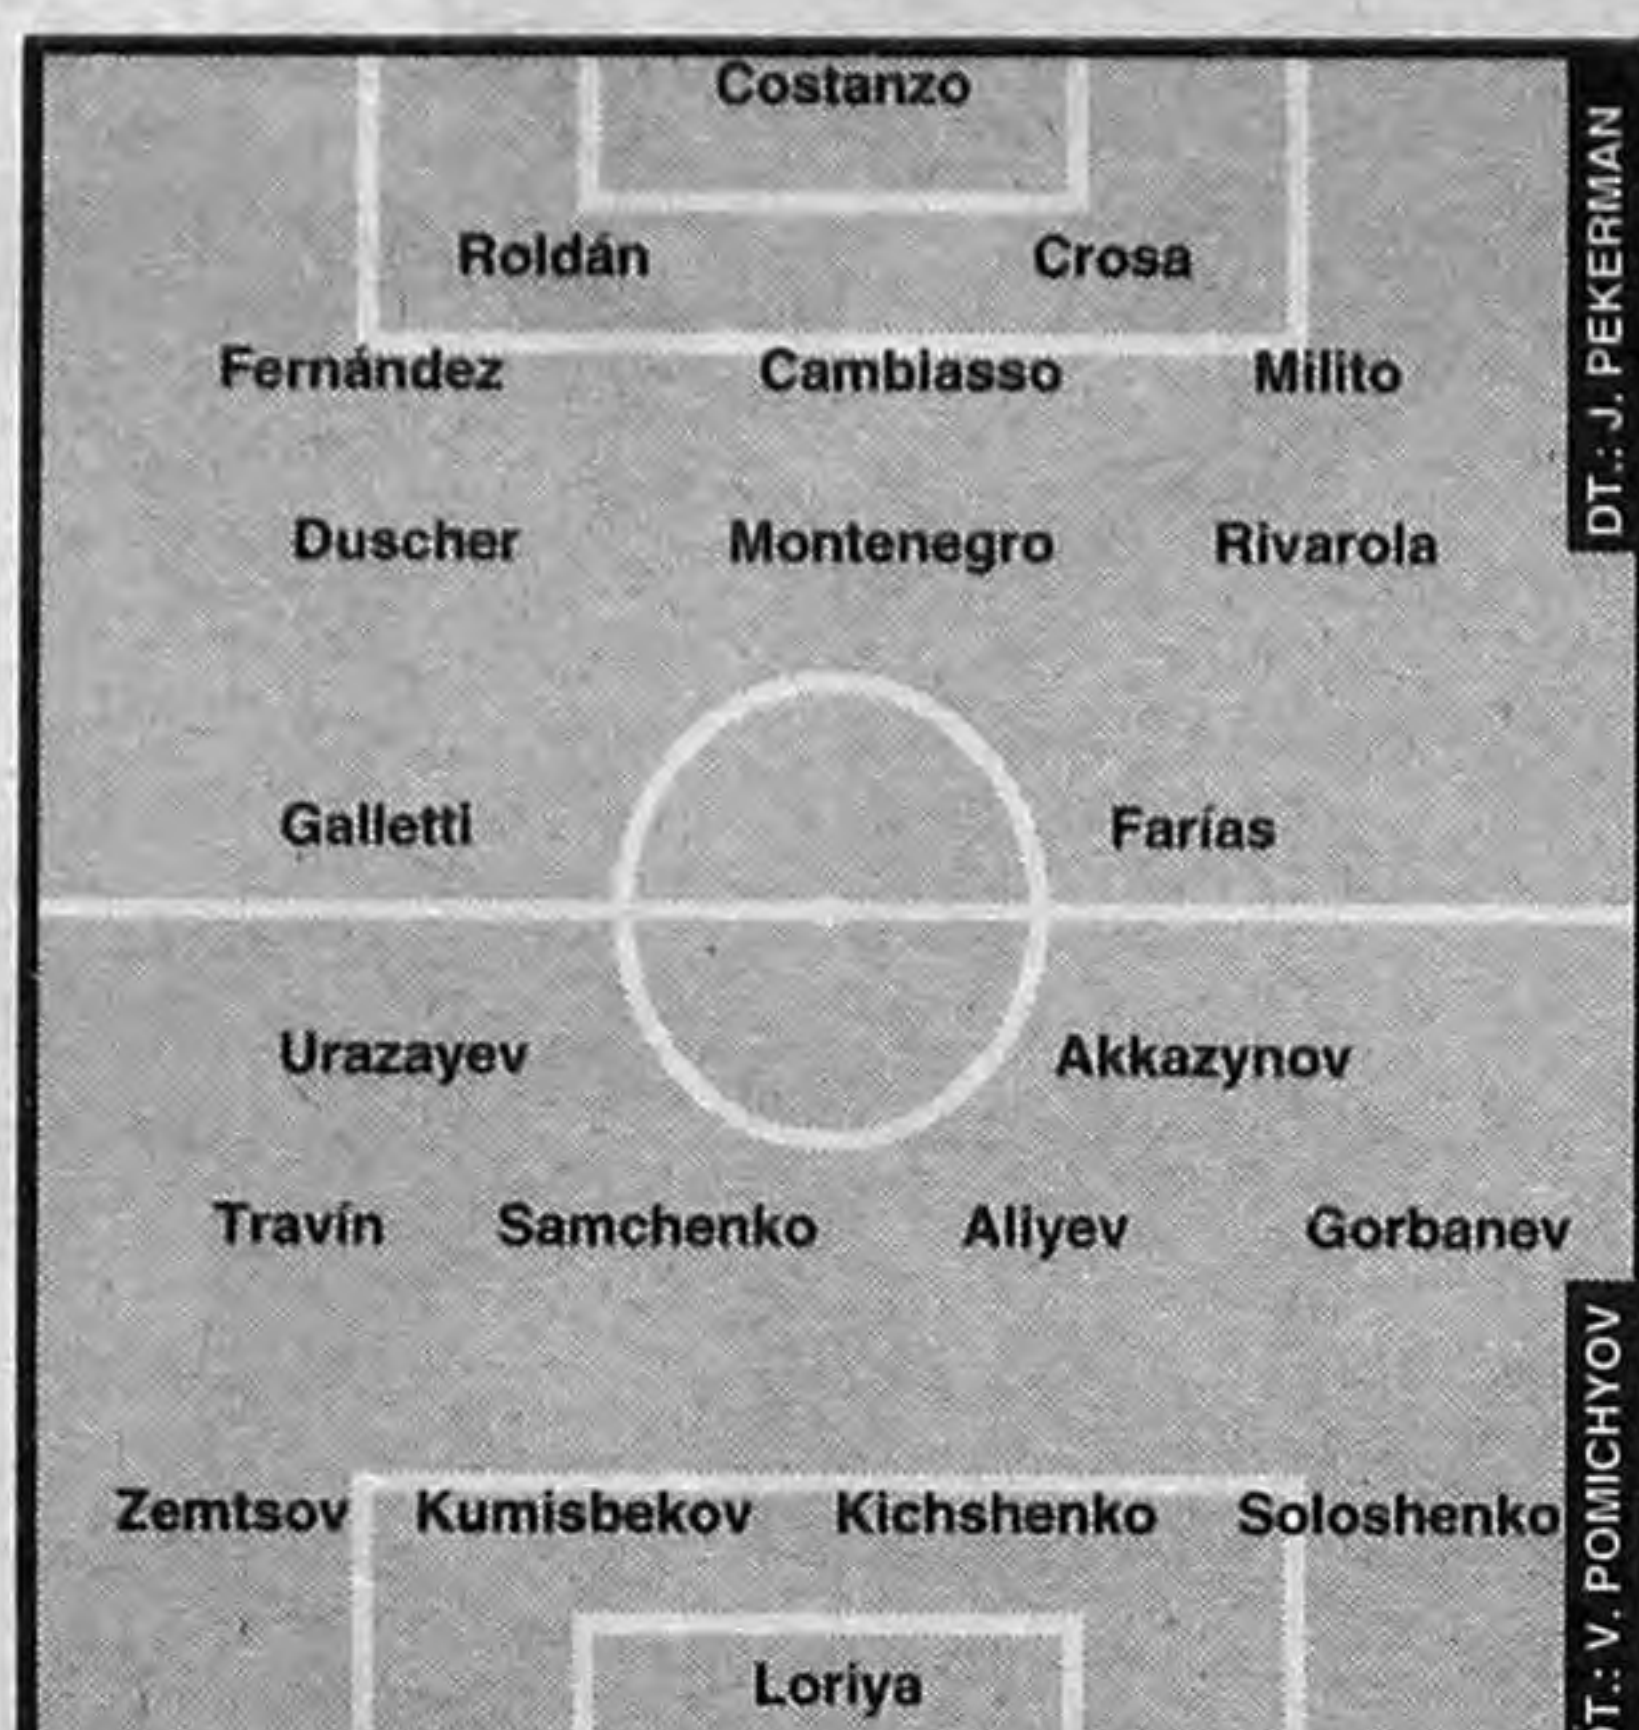 Costanzo
Roldán Crosa
Fernández Cambiasso Milito
Duscher Montenegro Rivarola
DT.: J. PEKERMAN
Galletti Farías
Urazayev Akkazynov
Travín Samchenko Aliyev Gorbanev
Zemtsov Kumisbekov Kichshenko Soloshenko
Loriya
T.: V. POMICHYOV